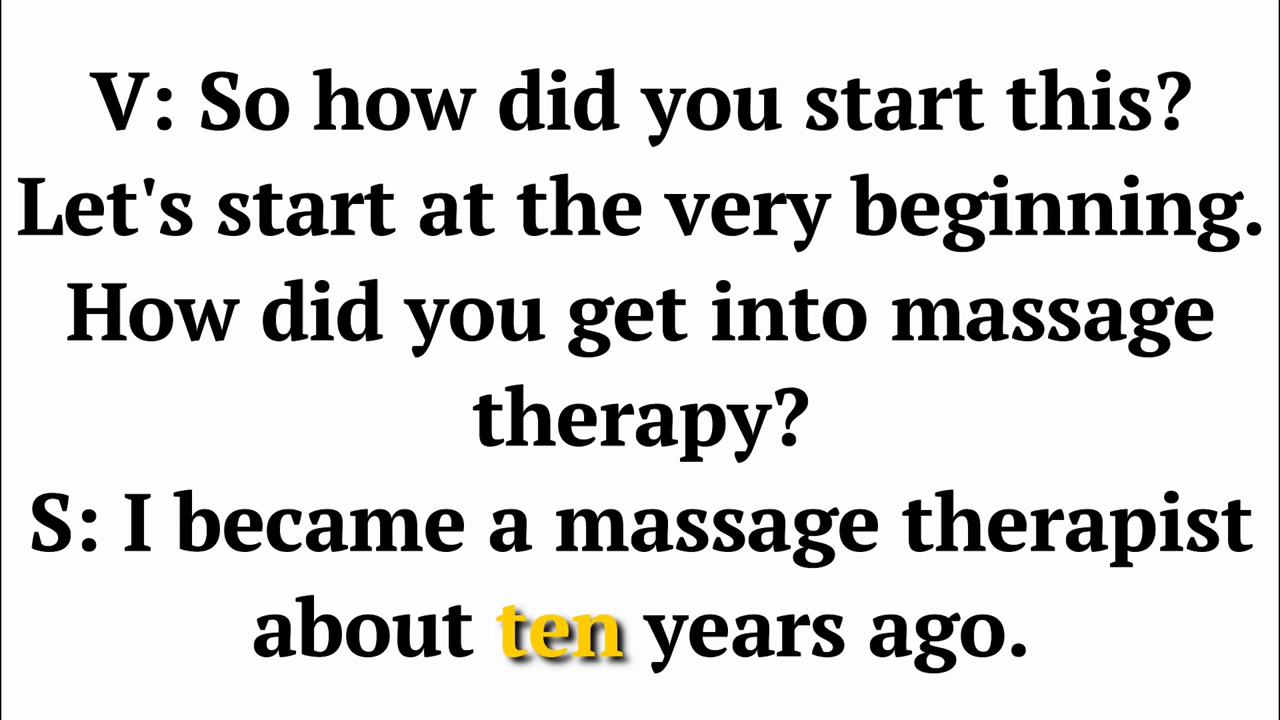 V: So how did you start this?
Let's start at the very beginning.
How did you get into massage
therapy?
S: I became a massage therapist
about ten years ago.